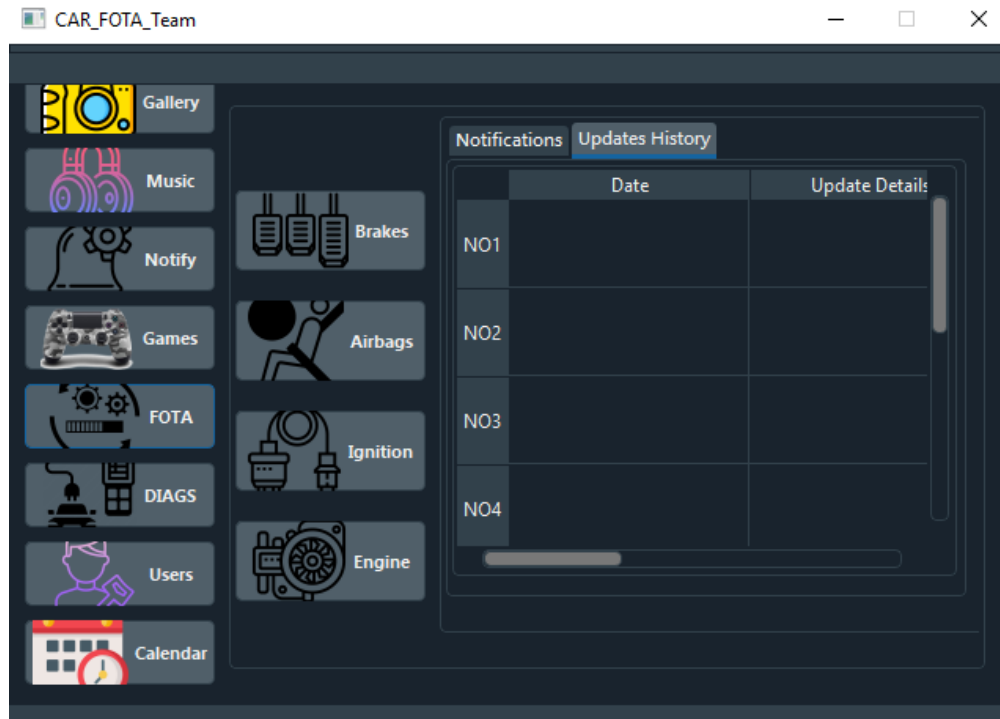 CAR_FOTA_Team
Gallery
Music
Notify
Games
FOTA
DIAGS
Users
Calendar
Brakes
Airbags
Ignition
Engine
Notifications Updates History
Date Update Details
NO1
NO2
NO3
NO4